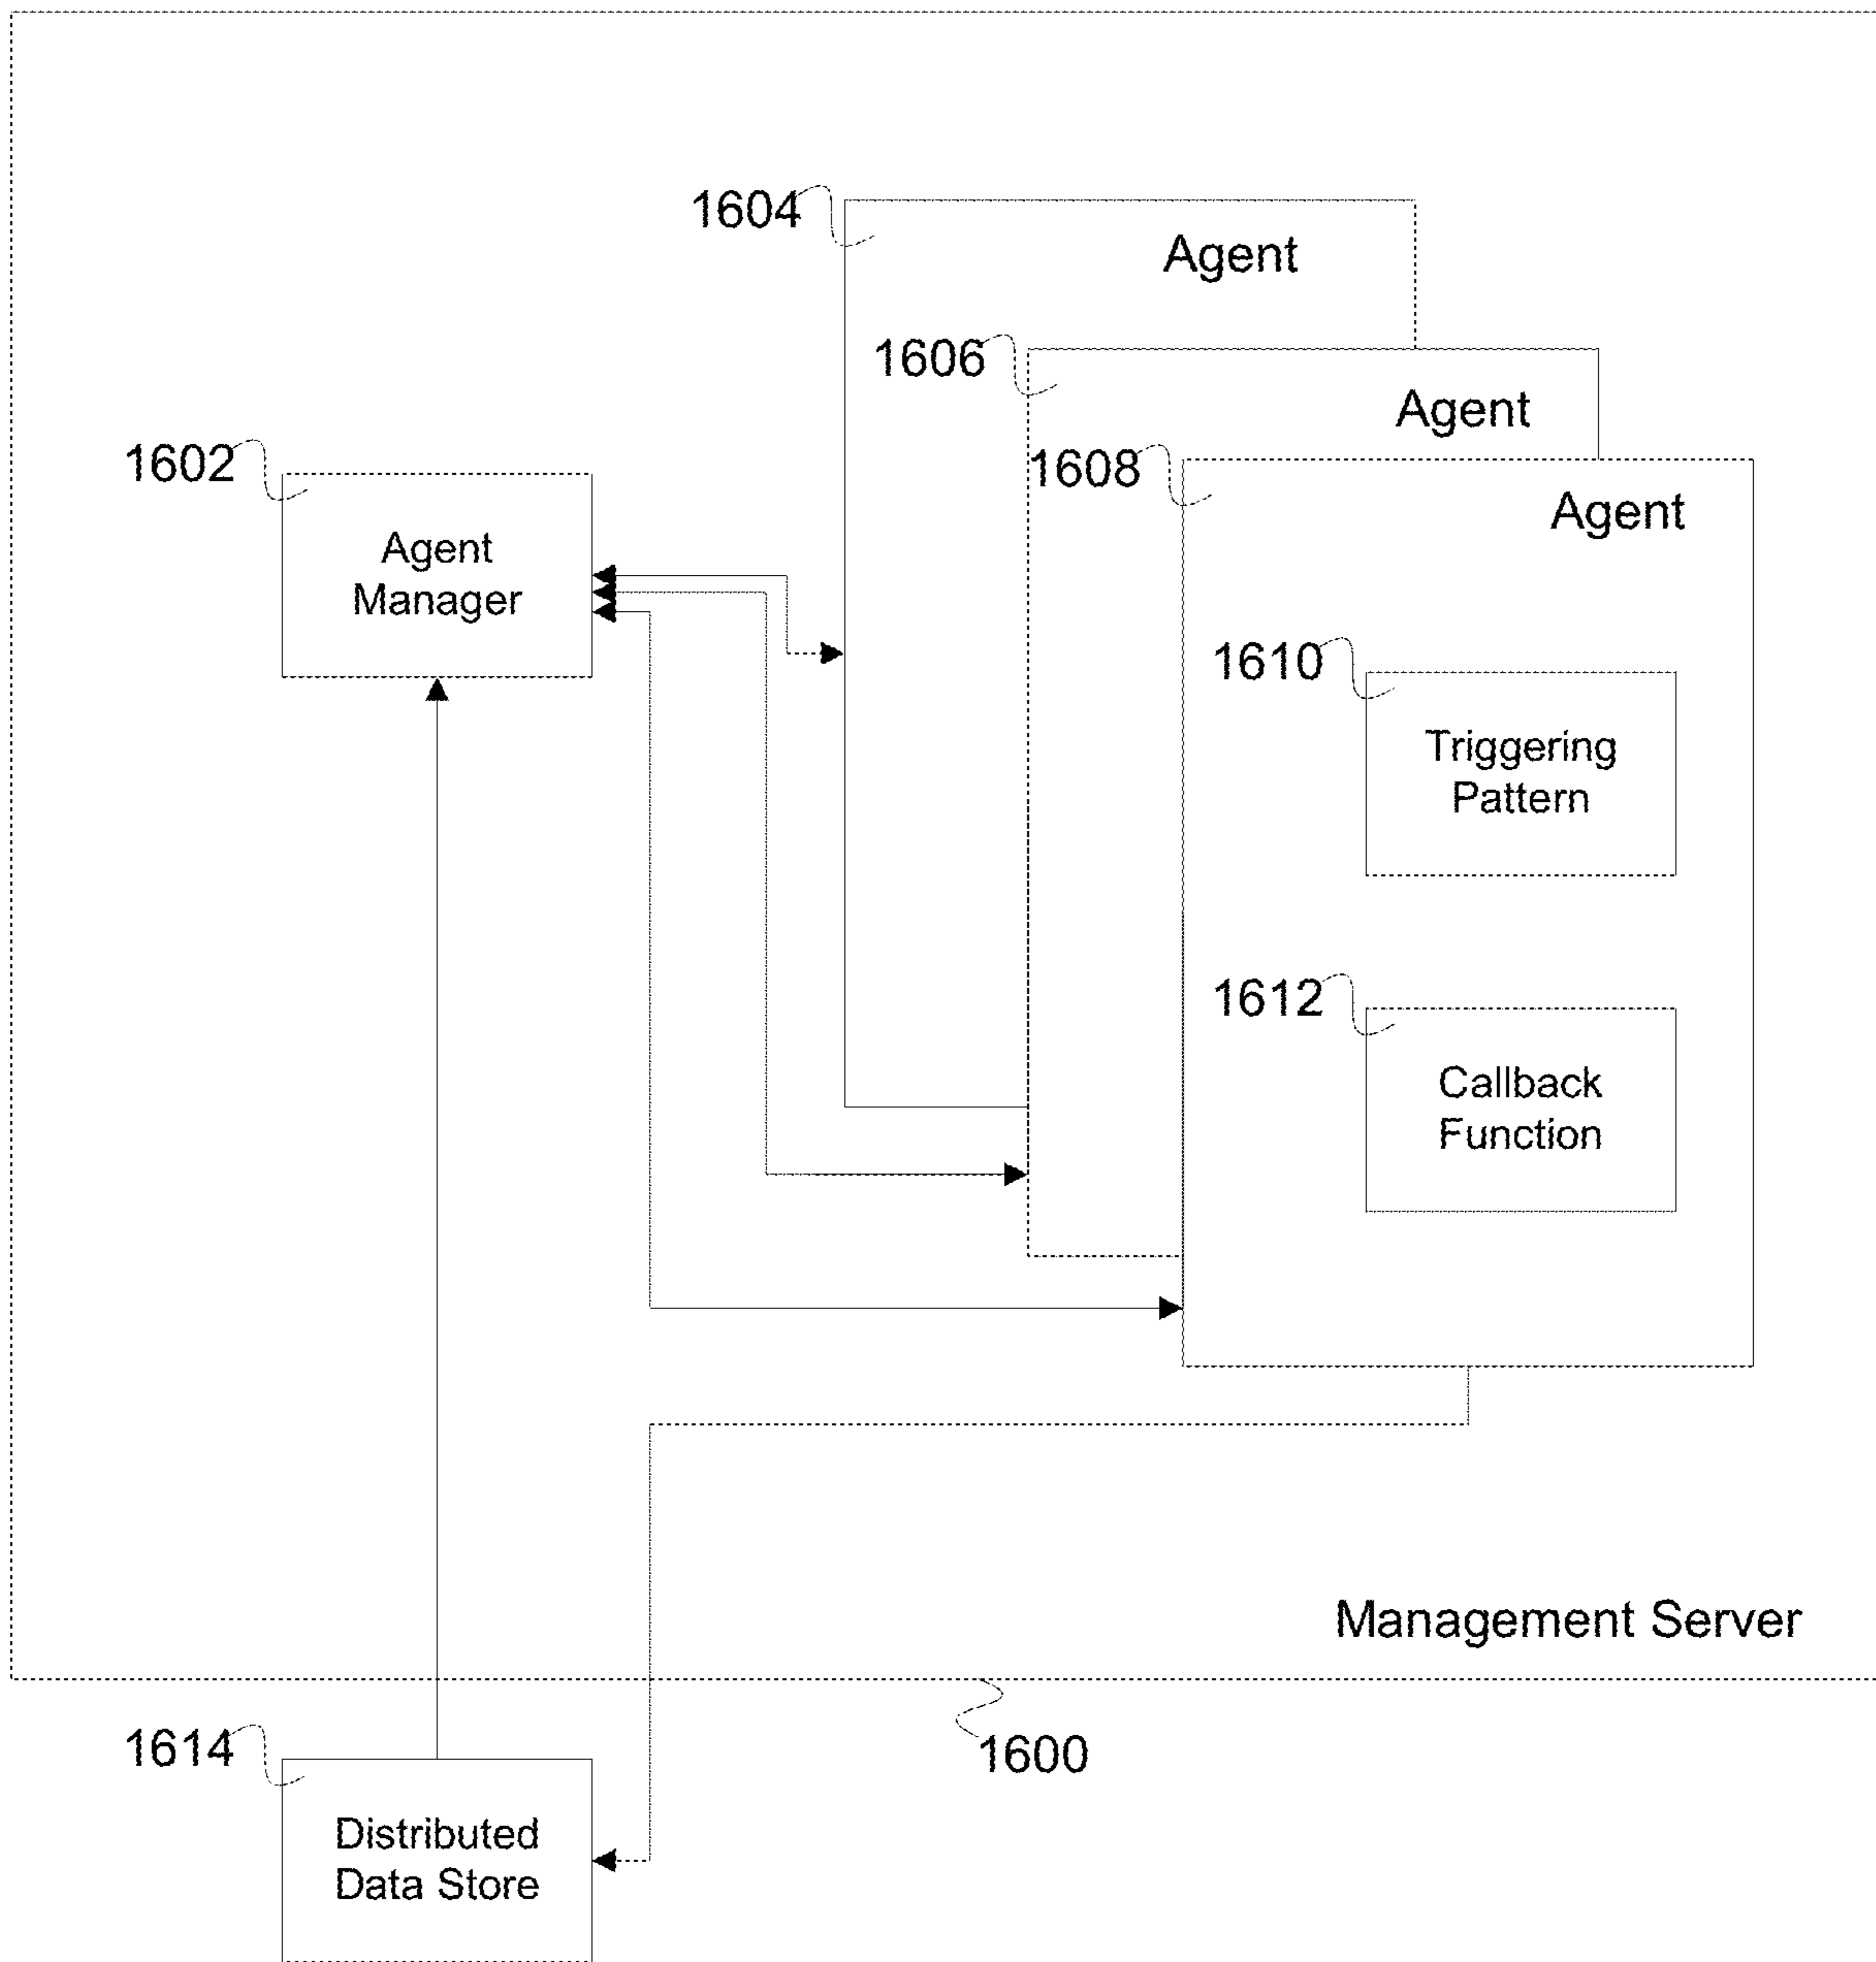 1604
Agent
1606
Agent
1602
1608
Agent
Agent
Manager
1610
Triggering
Pattern
1612
Callback
Function
Management Server
1614
1600
Distributed
Data Store